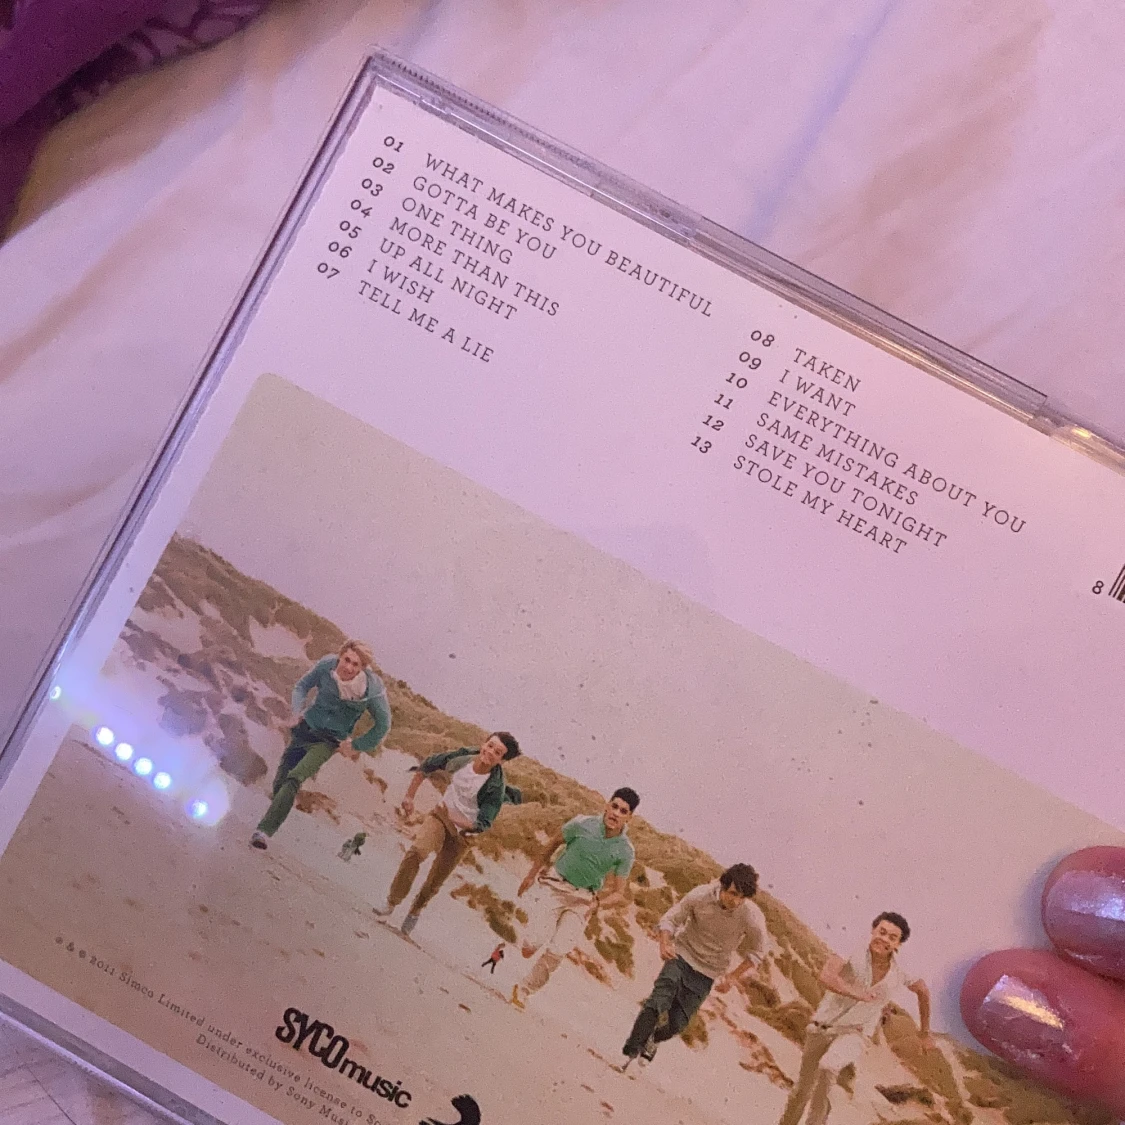 01 WHAT MAKES YOU BEAUTIFUL
02 GOTTA BE YOU
03 ONE THING
04 MORE THAN THIS
05 UP ALL NIGHT
06 I WISH
07 TELL ME A LIE
08 TAKEN
09 I WANT
10 EVERYTHING ABOUT YOU
11 SAME MISTAKES
12 SAVE YOU TONIGHT
13 STOLE MY HEART
8
℗ & © 2011 Simco Limited under exclusive license to So
Distributed by Sony Mus
SYCOmusic